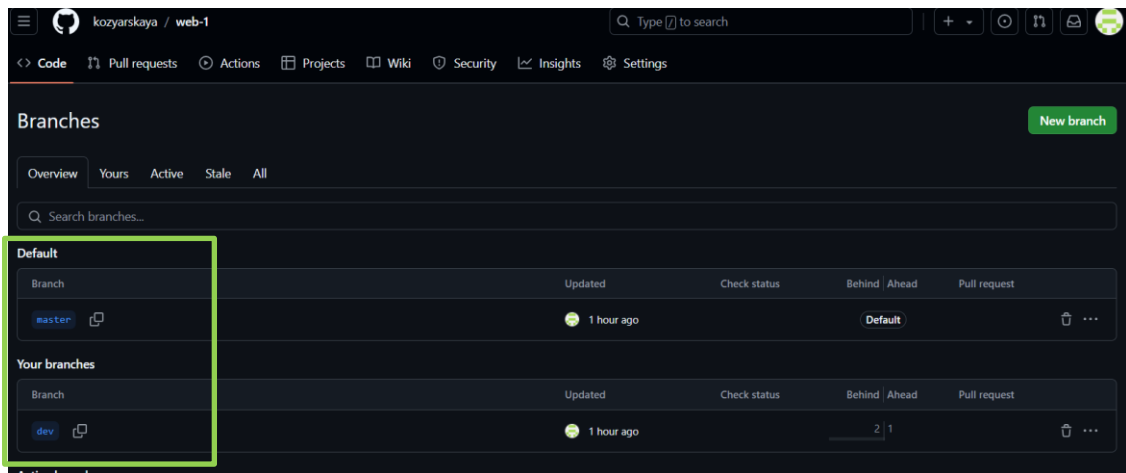 kozyarskaya / web-1
Type / to search
Code Pull requests Actions Projects Wiki Security Insights Settings
Branches
New branch
Overview Yours Active Stale All
Search branches...
Default
Branch Updated Check status Behind Ahead Pull request
master 1 hour ago Default
Your branches
Branch Updated Check status Behind Ahead Pull request
dev 1 hour ago 2 1